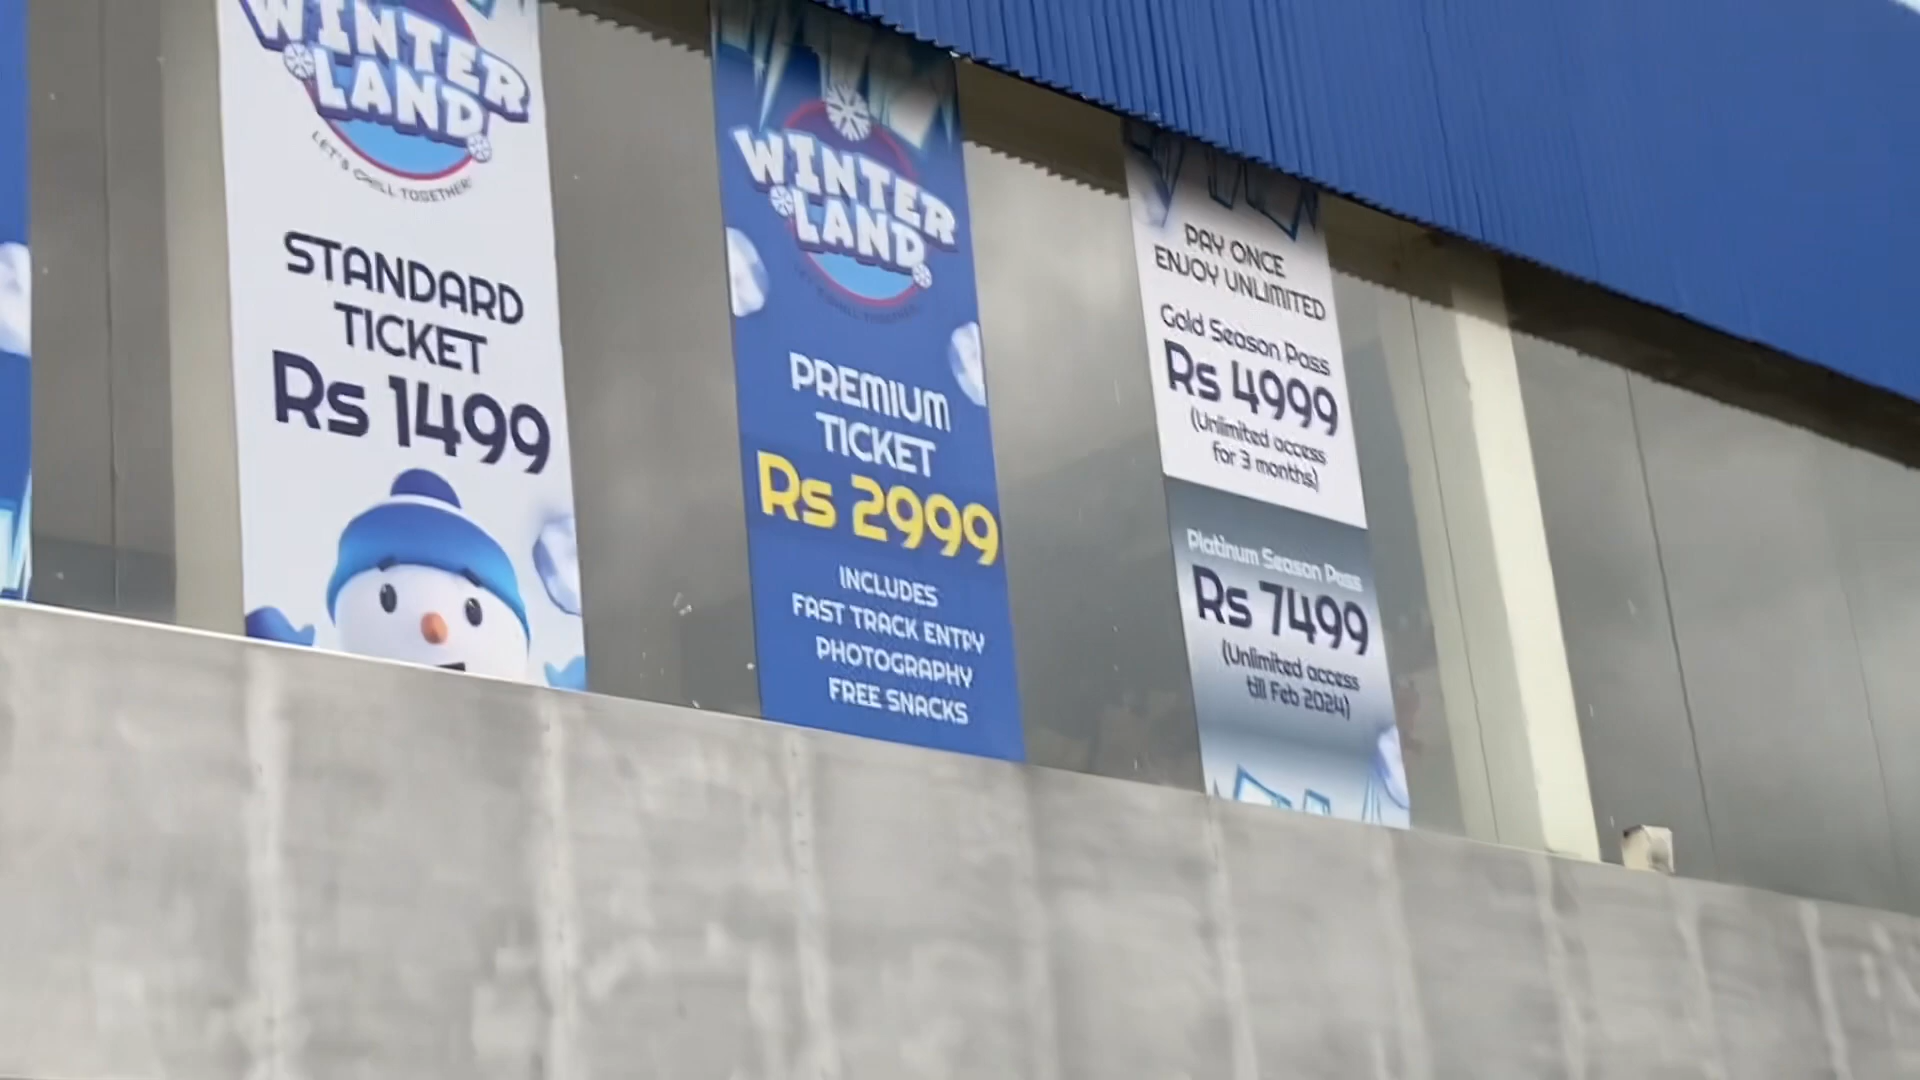 WINTER
LAND
LET'S CHILL TOGETHER!
STANDARD
TICKET
Rs 1499
WINTER
LAND
PREMIUM
TICKET
Rs 2999
INCLUDES
FAST TRACK ENTRY
PHOTOGRAPHY
FREE SNACKS
PAY ONCE
ENJOY UNLIMITED
Gold Season Pass
Rs 4999
(Unlimited access
for 3 months)
Platinum Season Pass
Rs 7499
(Unlimited access
till Feb 2024)